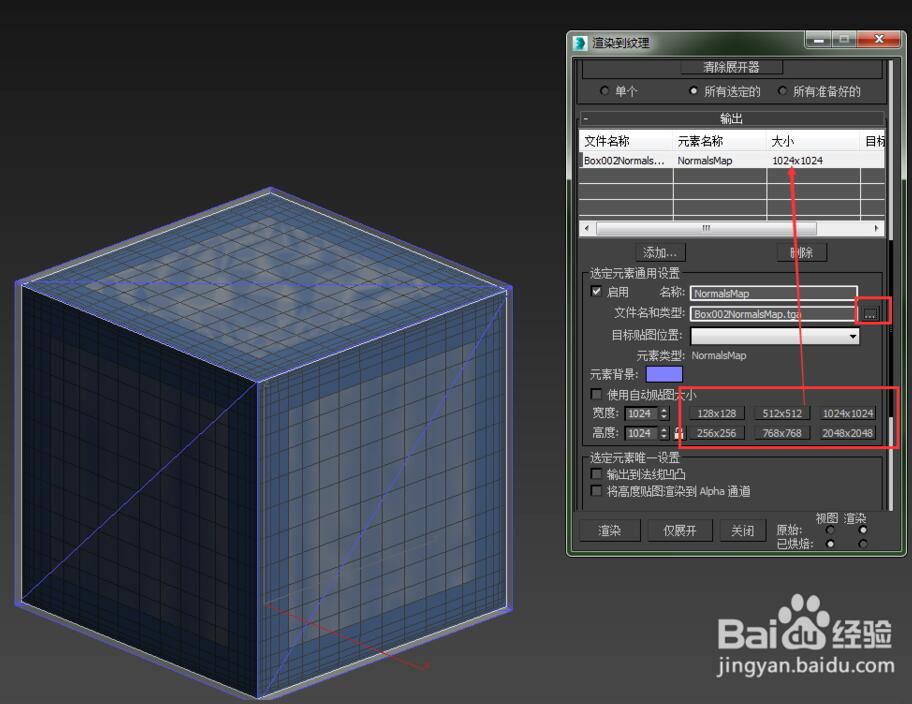 渲染到纹理
清除展开器
单个 所有选定的 所有准备好的
- 输出
文件名称 元素名称 大小 目标
Box002Normals... NormalsMap 1024x1024
添加... 删除
选定元素通用设置
启用 名称: NormalsMap
文件名和类型: Box002NormalsMap.tga ...
目标贴图位置:
元素类型: NormalsMap
元素背景:
使用自动贴图大小
宽度: 1024 128x128 512x512 1024x1024
高度: 1024 256x256 768x768 2048x2048
选定元素唯一设置
输出到法线凹凸
将高度贴图渲染到 Alpha 通道
视图 渲染
渲染 仅展开 关闭 原始:
已烘焙:
Bai du 经验
jingyan.baidu.com